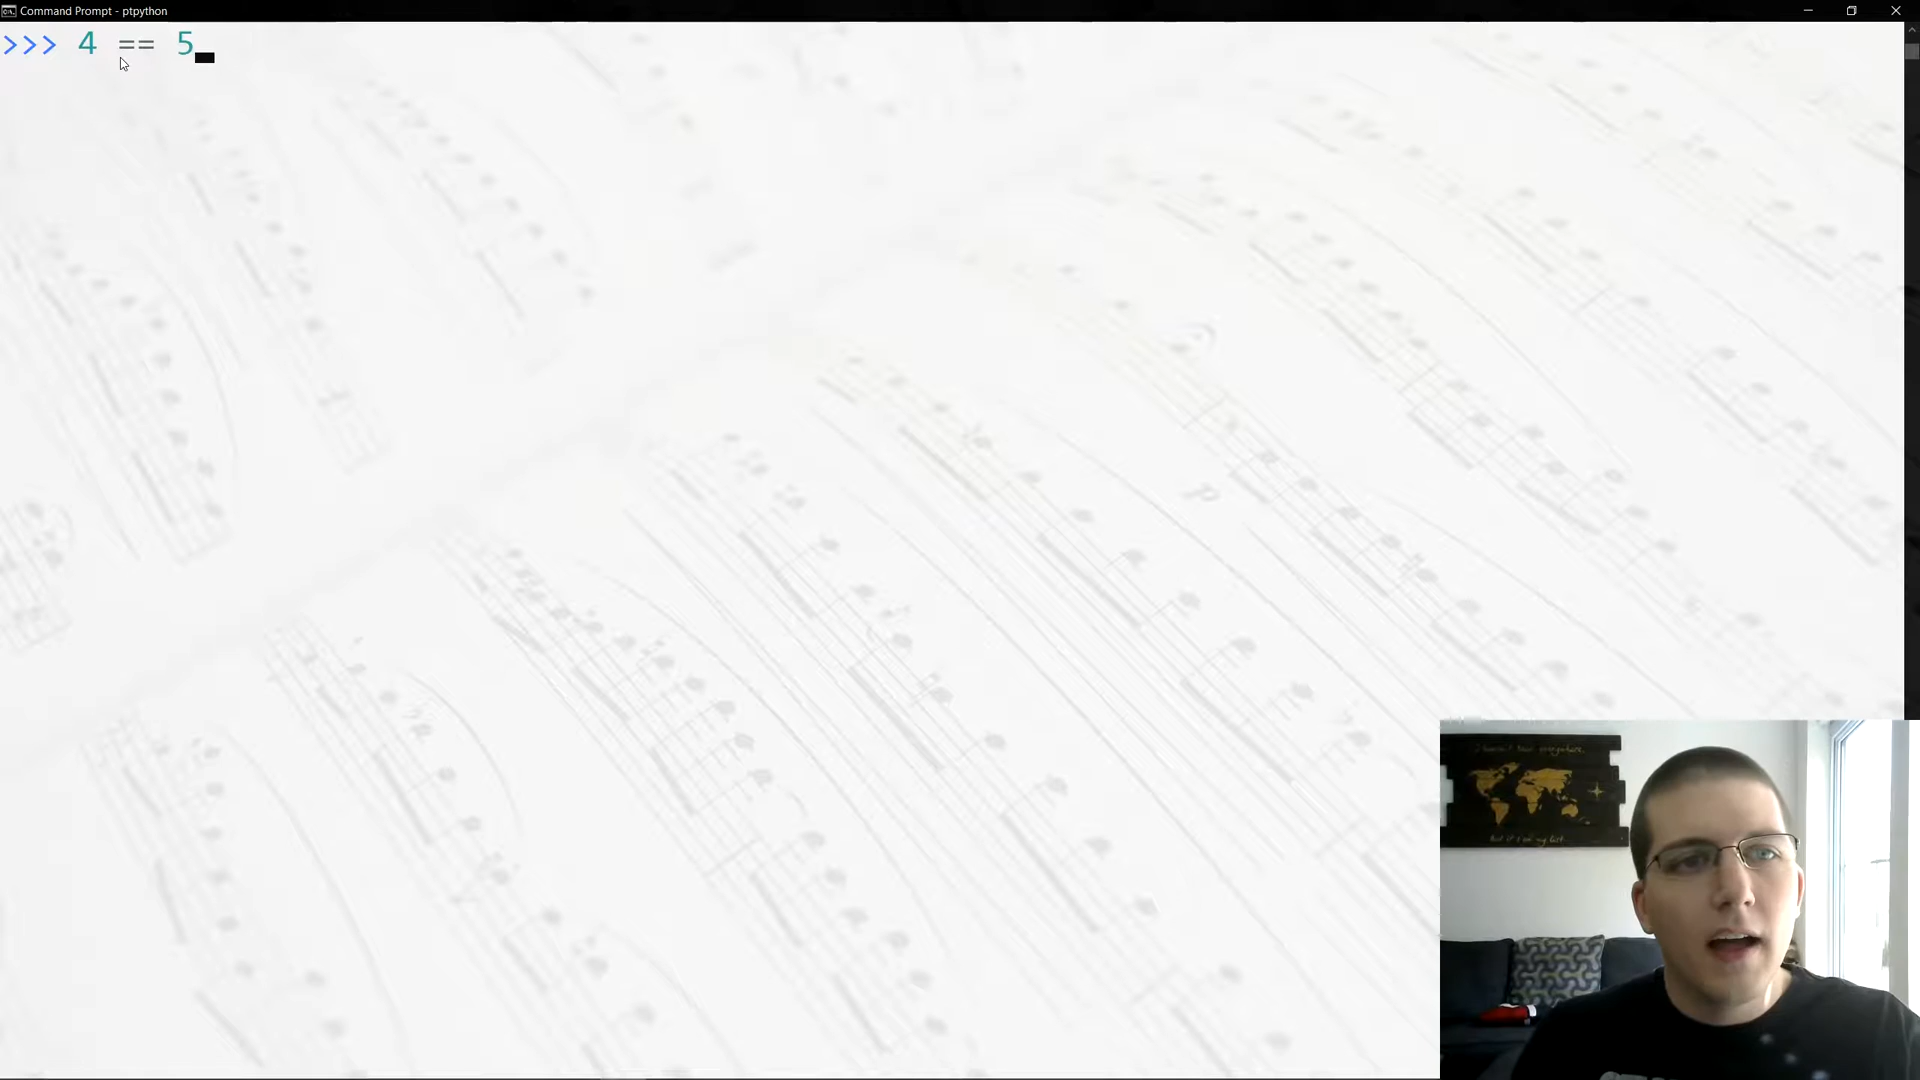 Command Prompt - ptpython
>>> 4 == 5
p